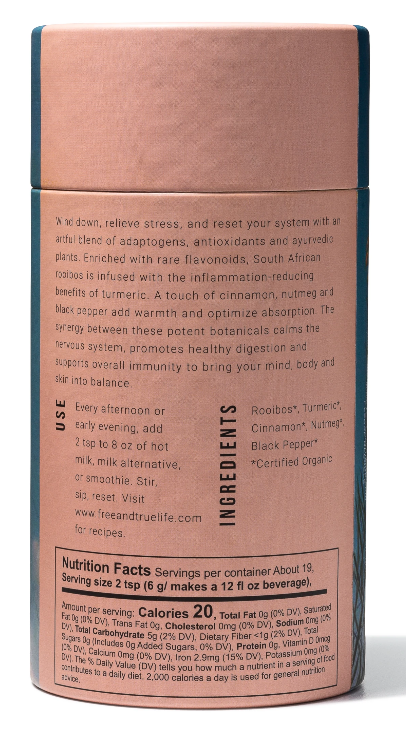 Wind down, relieve stress, and reset your system with an
artful blend of adaptogens, antioxidants and ayurvedic
plants. Enriched with rare flavonoids, South African
rooibos is infused with the inflammation-reducing
benefits of turmeric. A touch of cinnamon, nutmeg and
black pepper add warmth and optimize absorption. The
synergy between these potent botanicals calms the
nervous system, promotes healthy digestion and
supports overall immunity to bring your mind, body and
skin into balance.
USE
Every afternoon or
early evening, add
2 tsp to 8 oz of hot
milk, milk alternative,
or smoothie. Stir,
sip, reset. Visit
www.freeandtruelife.com
for recipes.
INGREDIENTS
Rooibos*, Turmeric*,
Cinnamon*, Nutmeg*,
Black Pepper*
*Certified Organic
Nutrition Facts Servings per container About 19,
Serving size 2 tsp (6 g/ makes a 12 fl oz beverage),
Amount per serving: Calories 20, Total Fat 0g (0% DV), Saturated
Fat 0g (0% DV), Trans Fat 0g, Cholesterol 0mg (0% DV), Sodium 0mg (0%
DV), Total Carbohydrate 5g (2% DV), Dietary Fiber <1g (2% DV), Total
Sugars 0g (Includes 0g Added Sugars, 0% DV), Protein 0g, Vitamin D 0mcg
(0% DV), Calcium 0mg (0% DV), Iron 2.9mg (15% DV), Potassium 0mg (0%
DV). The % Daily Value (DV) tells you how much a nutrient in a serving of food
contributes to a daily diet. 2,000 calories a day is used for general nutrition
advice.